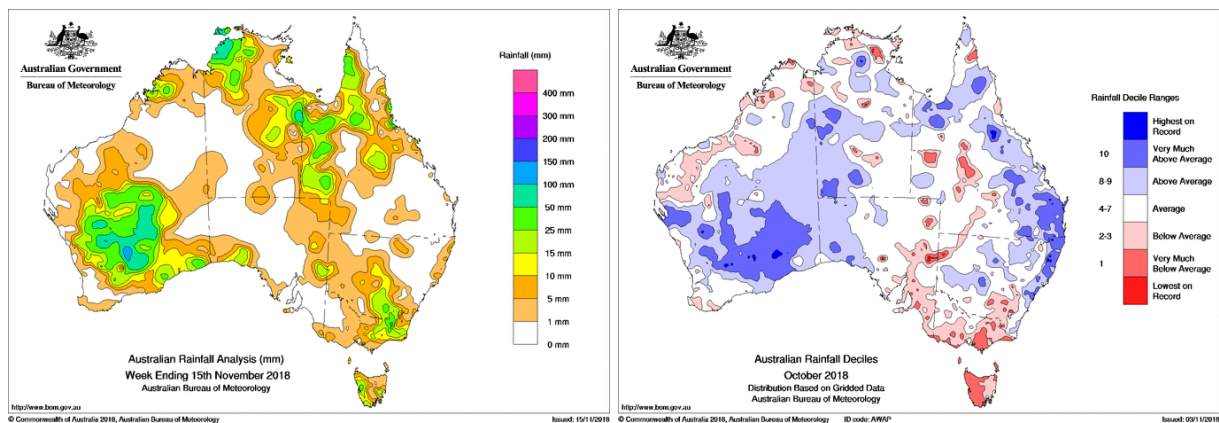 Australian Government
Bureau of Meteorology
Rainfall (mm)
400 mm
300 mm
200 mm
150 mm
100 mm
50 mm
25 mm
15 mm
10 mm
5 mm
1 mm
0 mm
Australian Rainfall Analysis (mm)
Week Ending 15th November 2018
Australian Bureau of Meteorology
http://www.bom.gov.au
© Commonwealth of Australia 2018, Australian Bureau of Meteorology
Issued: 15/11/2018
Australian Government
Bureau of Meteorology
Rainfall Decile Ranges
Highest on
Record
10 Very Much
Above Average
8-9 Above Average
4-7 Average
2-3 Below Average
1 Very Much
Below Average
Lowest on
Record
Australian Rainfall Deciles
October 2018
Distribution Based on Gridded Data
Australian Bureau of Meteorology
http://www.bom.gov.au
© Commonwealth of Australia 2018, Australian Bureau of Meteorology
ID code: AWAP
Issued: 03/11/2018